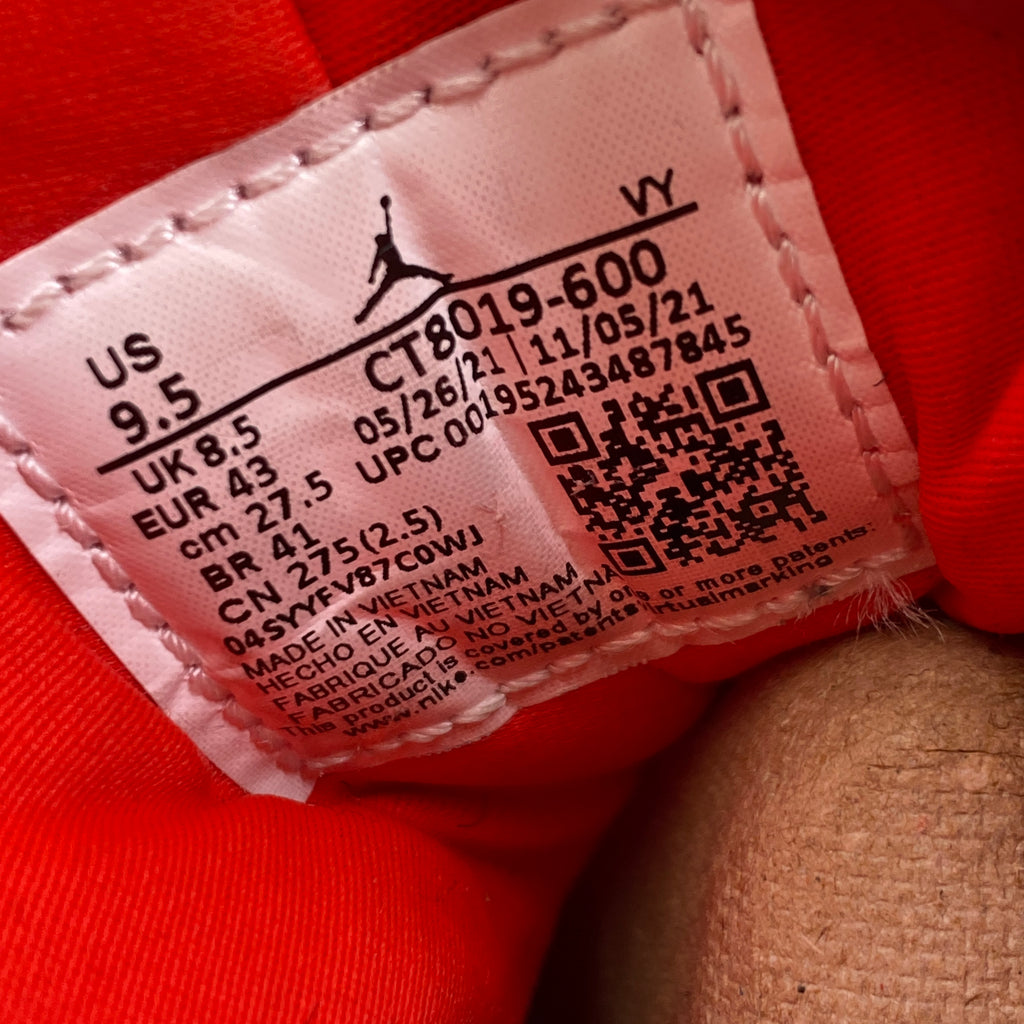 VY
US
9.5
CT8019-600
05/26/21 | 11/05/21
UPC 00195243487845
UK 8.5
EUR 43
cm 27.5
BR 41
CN 275(2.5)
04SYYFV87C0WJ
MADE IN VIETNAM
HECHO EN VIETNAM
FABRIQUE AU VIETNAM
FABRICADO NO VIETNA
This product is covered by one or more patents:
www.nike.com/patents